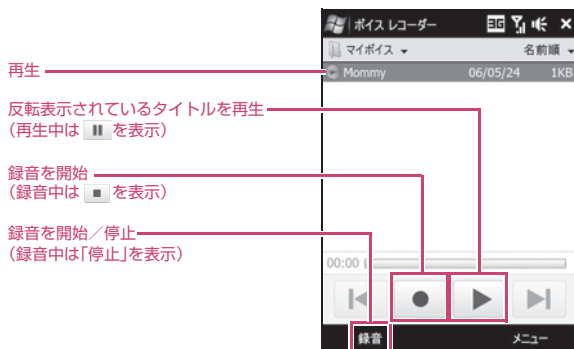 ボイス レコーダー
マイボイス 名前順
再生
Mommy 06/05/24 1KB
反転表示されているタイトルを再生
(再生中は を表示)
録音を開始
(録音中は を表示)
録音を開始/停止
(録音中は「停止」を表示)
00:00
録音 メニュー